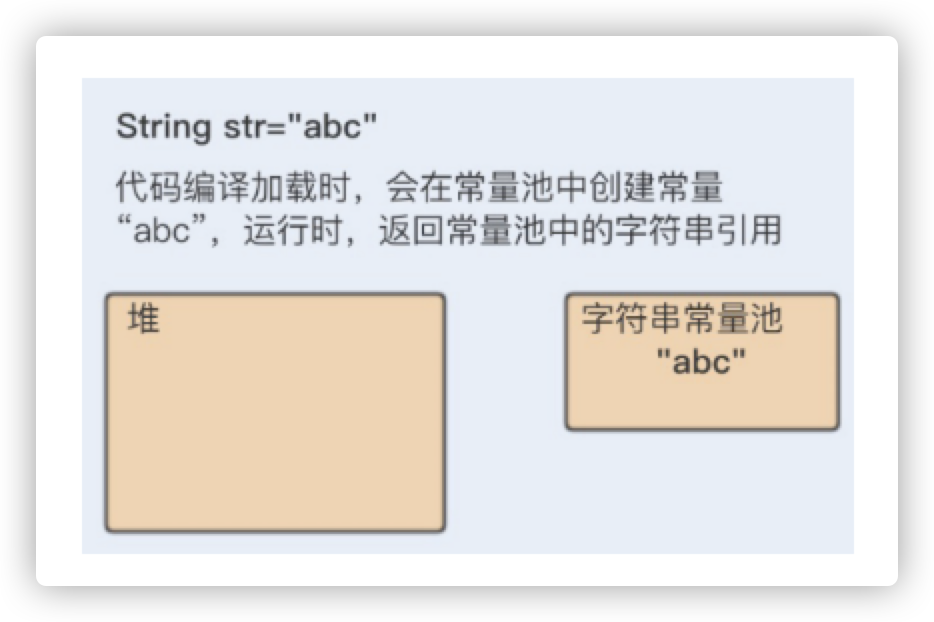 String str="abc"
代码编译加载时，会在常量池中创建常量
“abc”，运行时，返回常量池中的字符串引用
堆
字符串常量池
"abc"